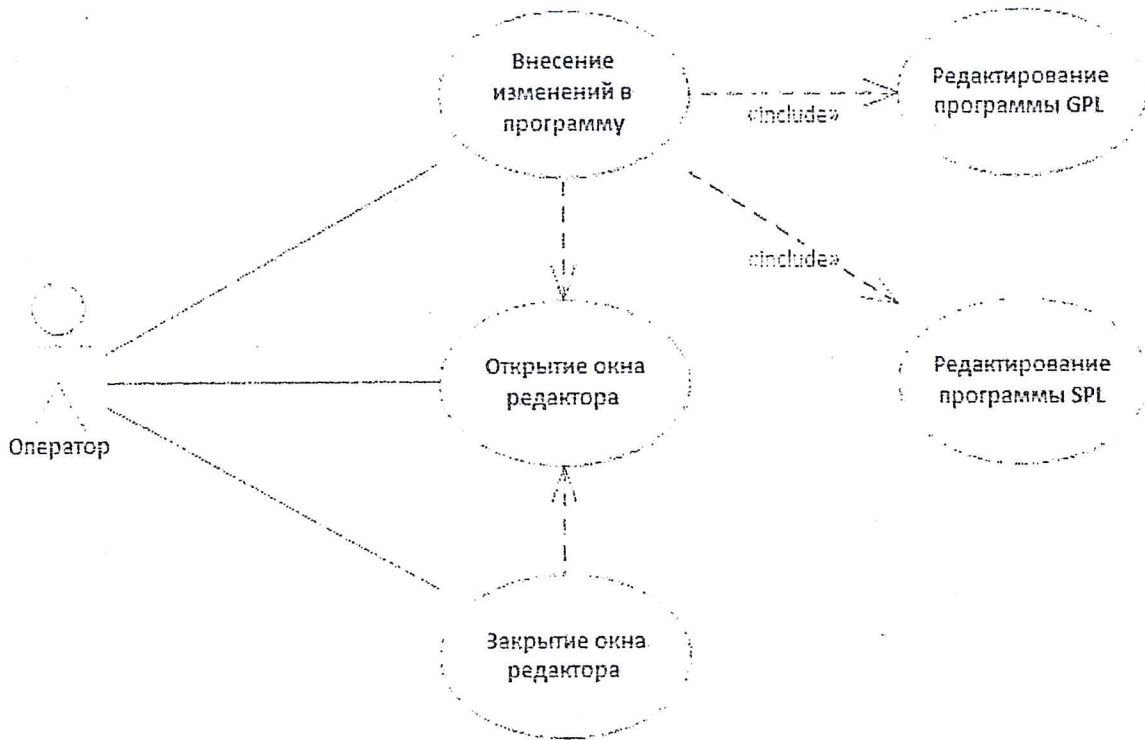 Внесение
изменений в
программу
«include»
Редактирование
программы GPL
«include»
Открытие окна
редактора
Редактирование
программы SPL
Оператор
Закрытие окна
редактора